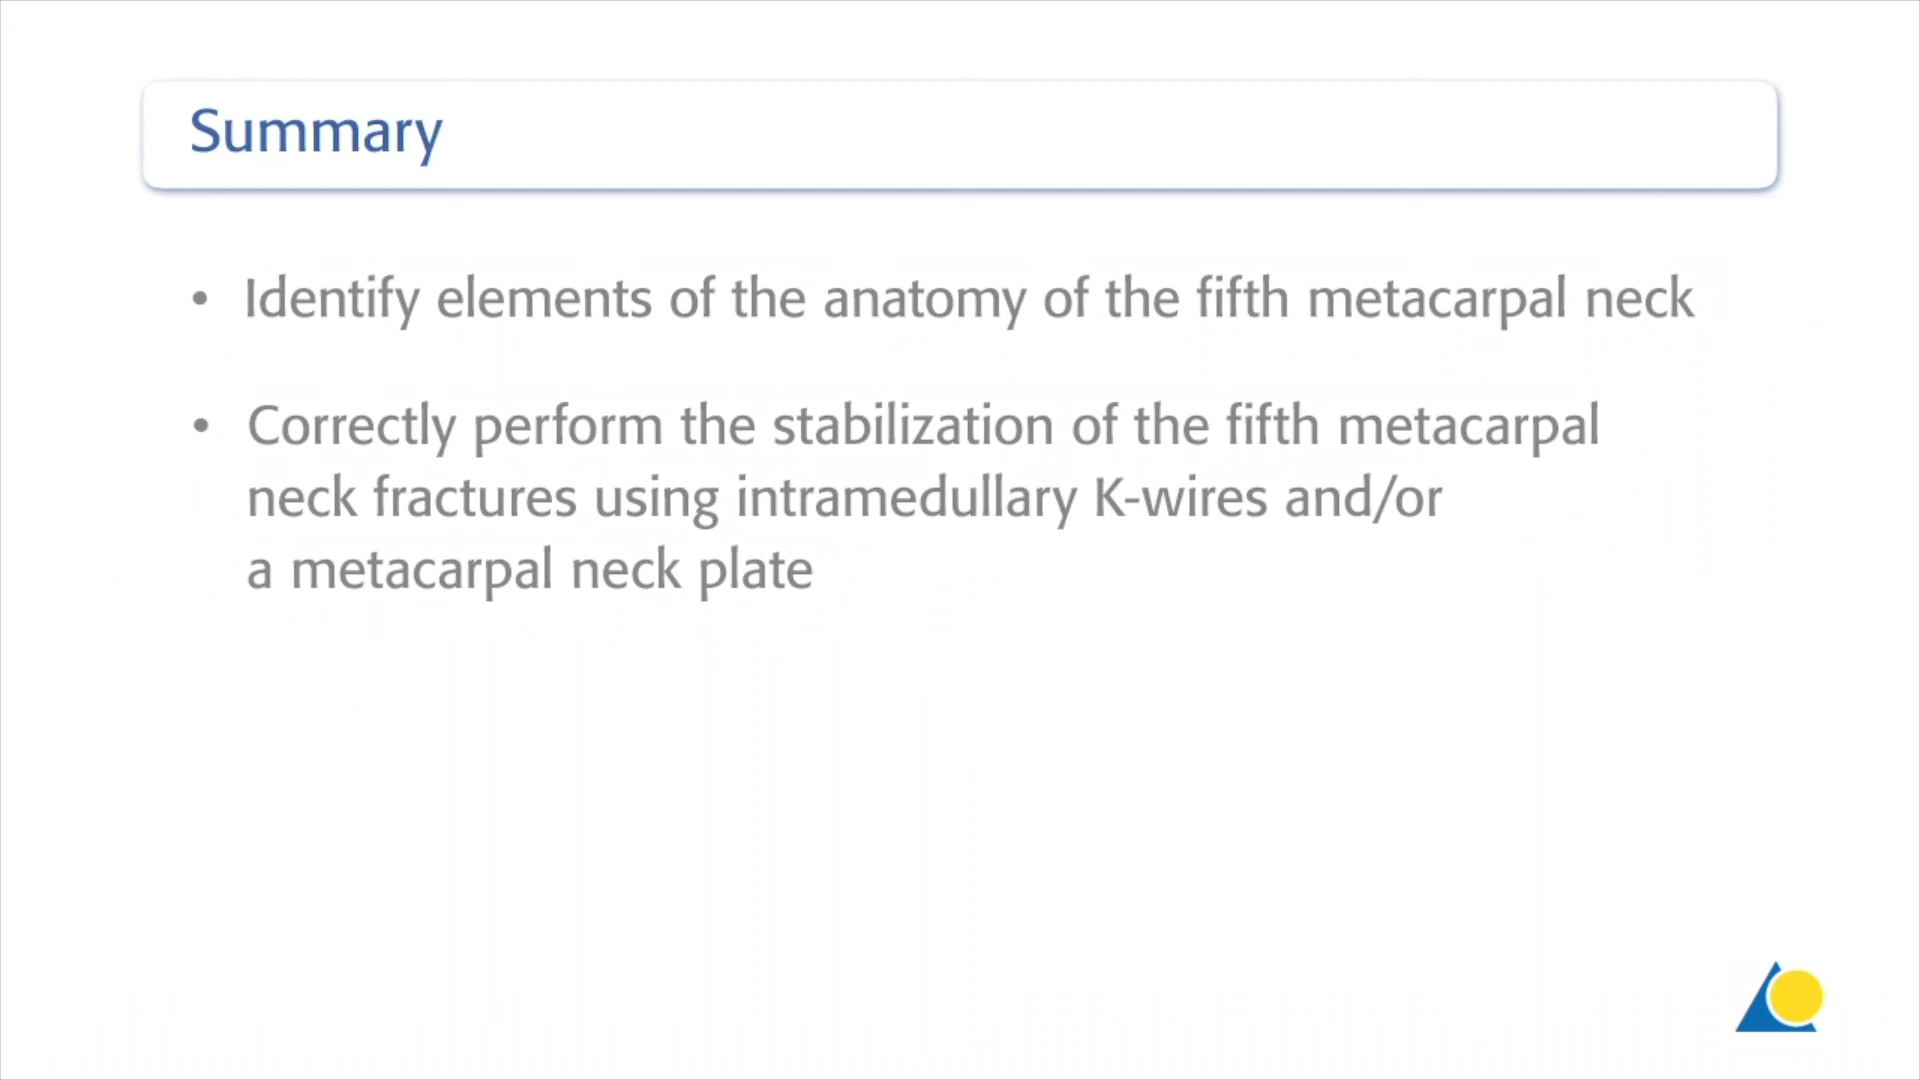 Summary
• Identify elements of the anatomy of the fifth metacarpal neck
• Correctly perform the stabilization of the fifth metacarpal
neck fractures using intramedullary K-wires and/or
a metacarpal neck plate